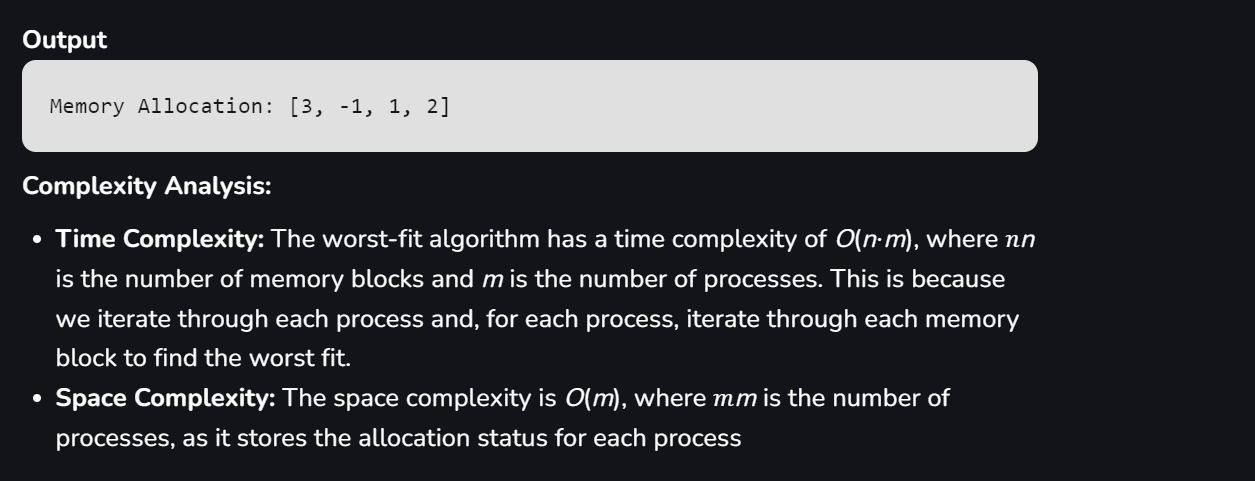 Output
Memory Allocation: [3, -1, 1, 2]
Complexity Analysis:
• Time Complexity: The worst-fit algorithm has a time complexity of O(n·m), where nn
is the number of memory blocks and m is the number of processes. This is because
we iterate through each process and, for each process, iterate through each memory
block to find the worst fit.
• Space Complexity: The space complexity is O(m), where mm is the number of
processes, as it stores the allocation status for each process